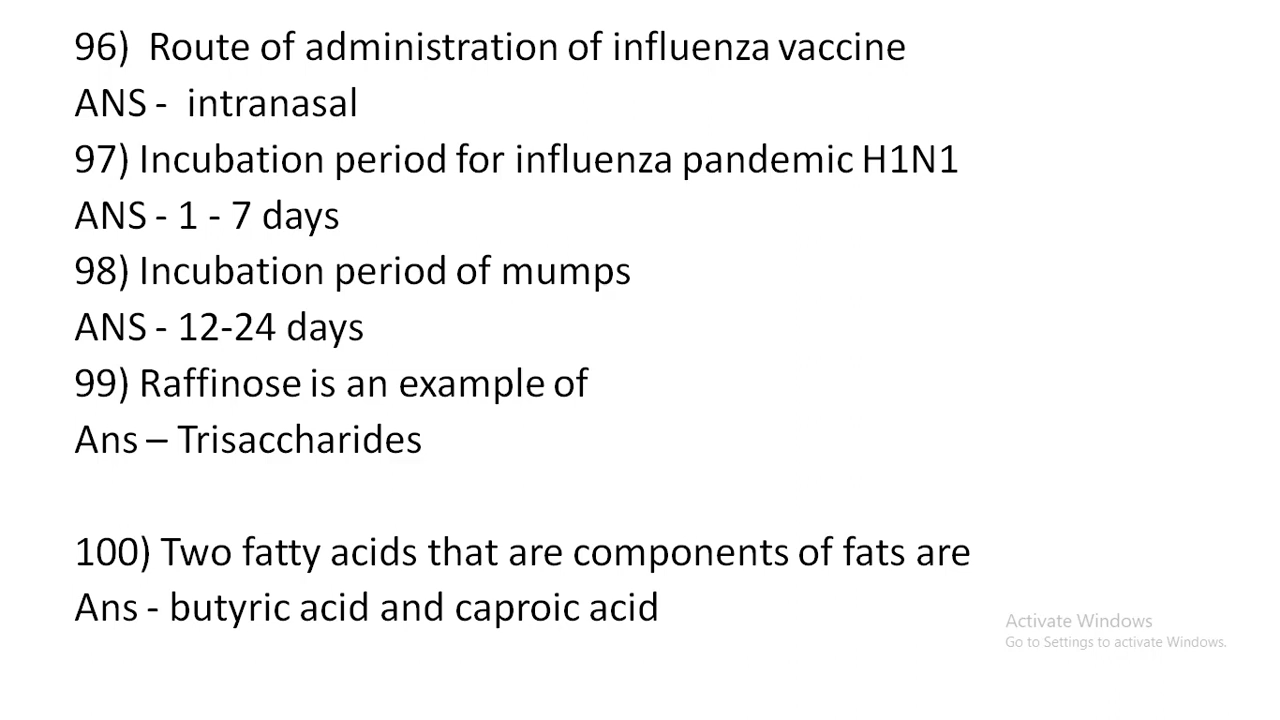 96)  Route of administration of influenza vaccine
ANS -  intranasal
97) Incubation period for influenza pandemic H1N1
ANS - 1 - 7 days
98) Incubation period of mumps
ANS - 12-24 days
99) Raffinose is an example of
Ans – Trisaccharides
100) Two fatty acids that are components of fats are
Ans - butyric acid and caproic acid
Activate Windows
Go to Settings to activate Windows.